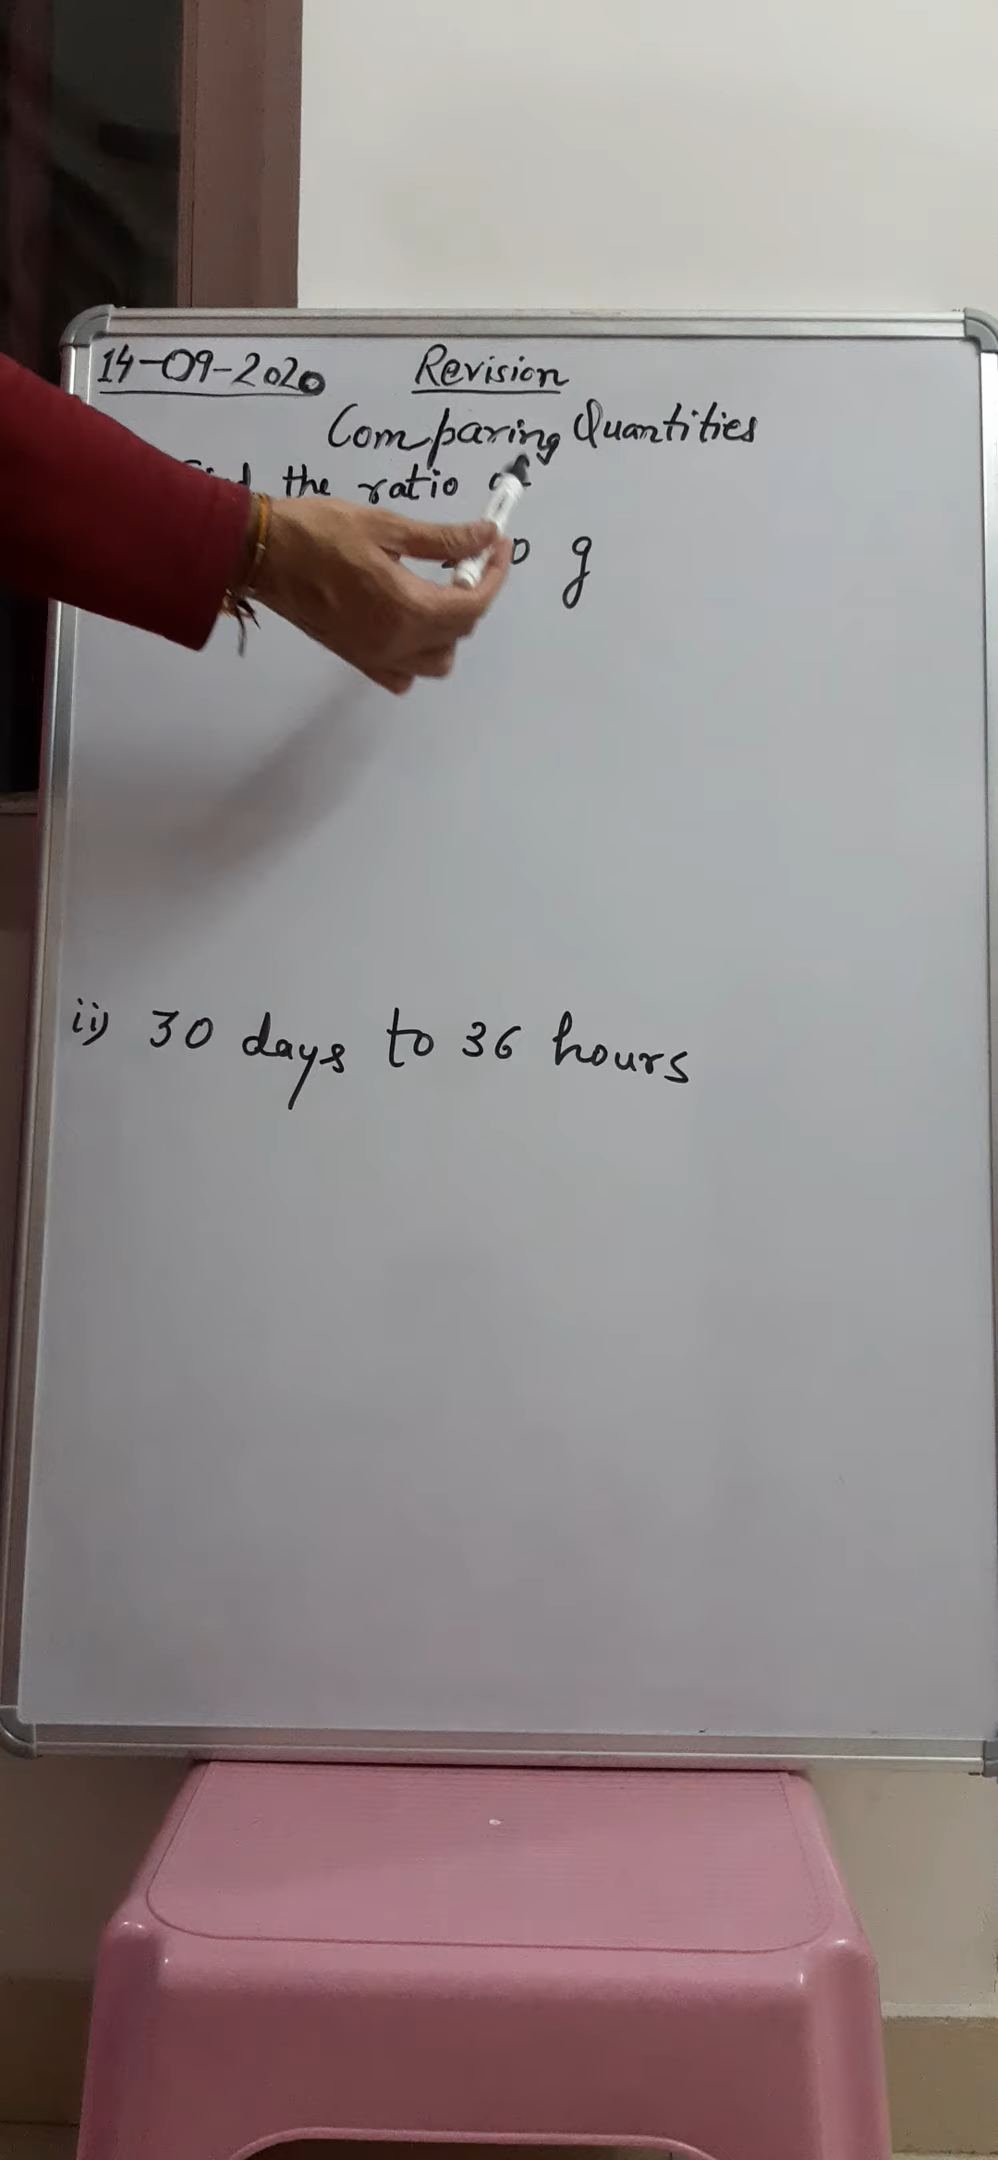 14-09-2020 Revision
Comparing Quantities
the ratio
g
ii) 30 days to 36 hours